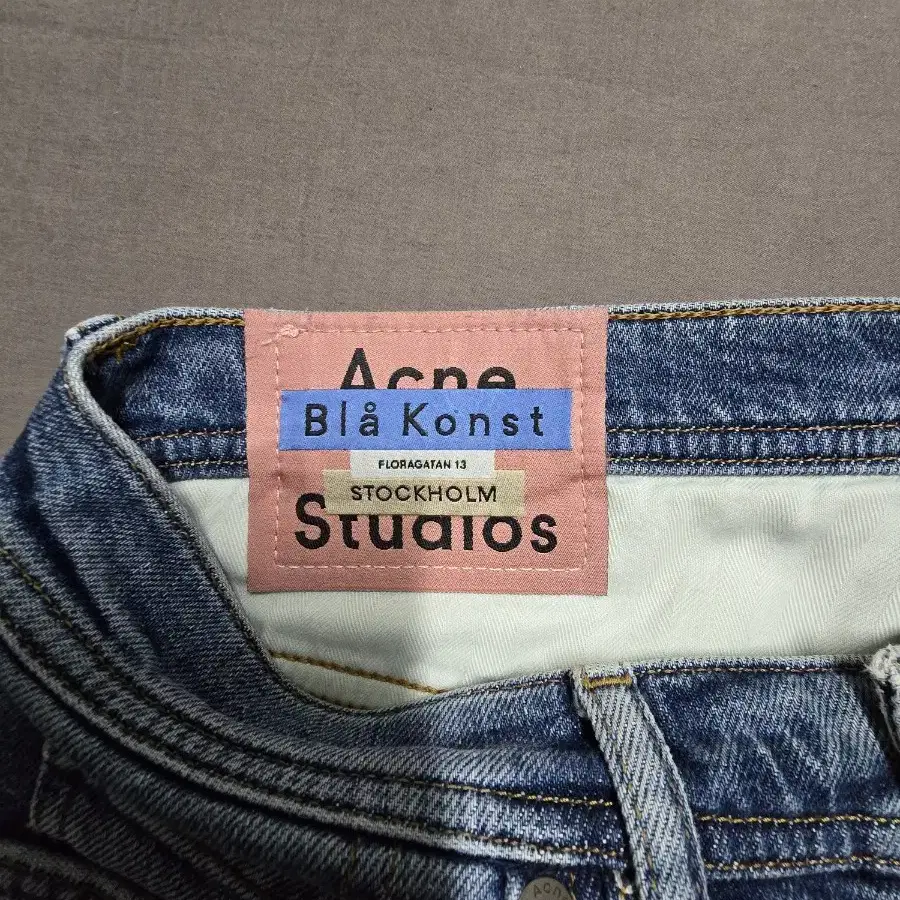 Acne
Blå Konst
FLORAGATAN 13
STOCKHOLM
Studios